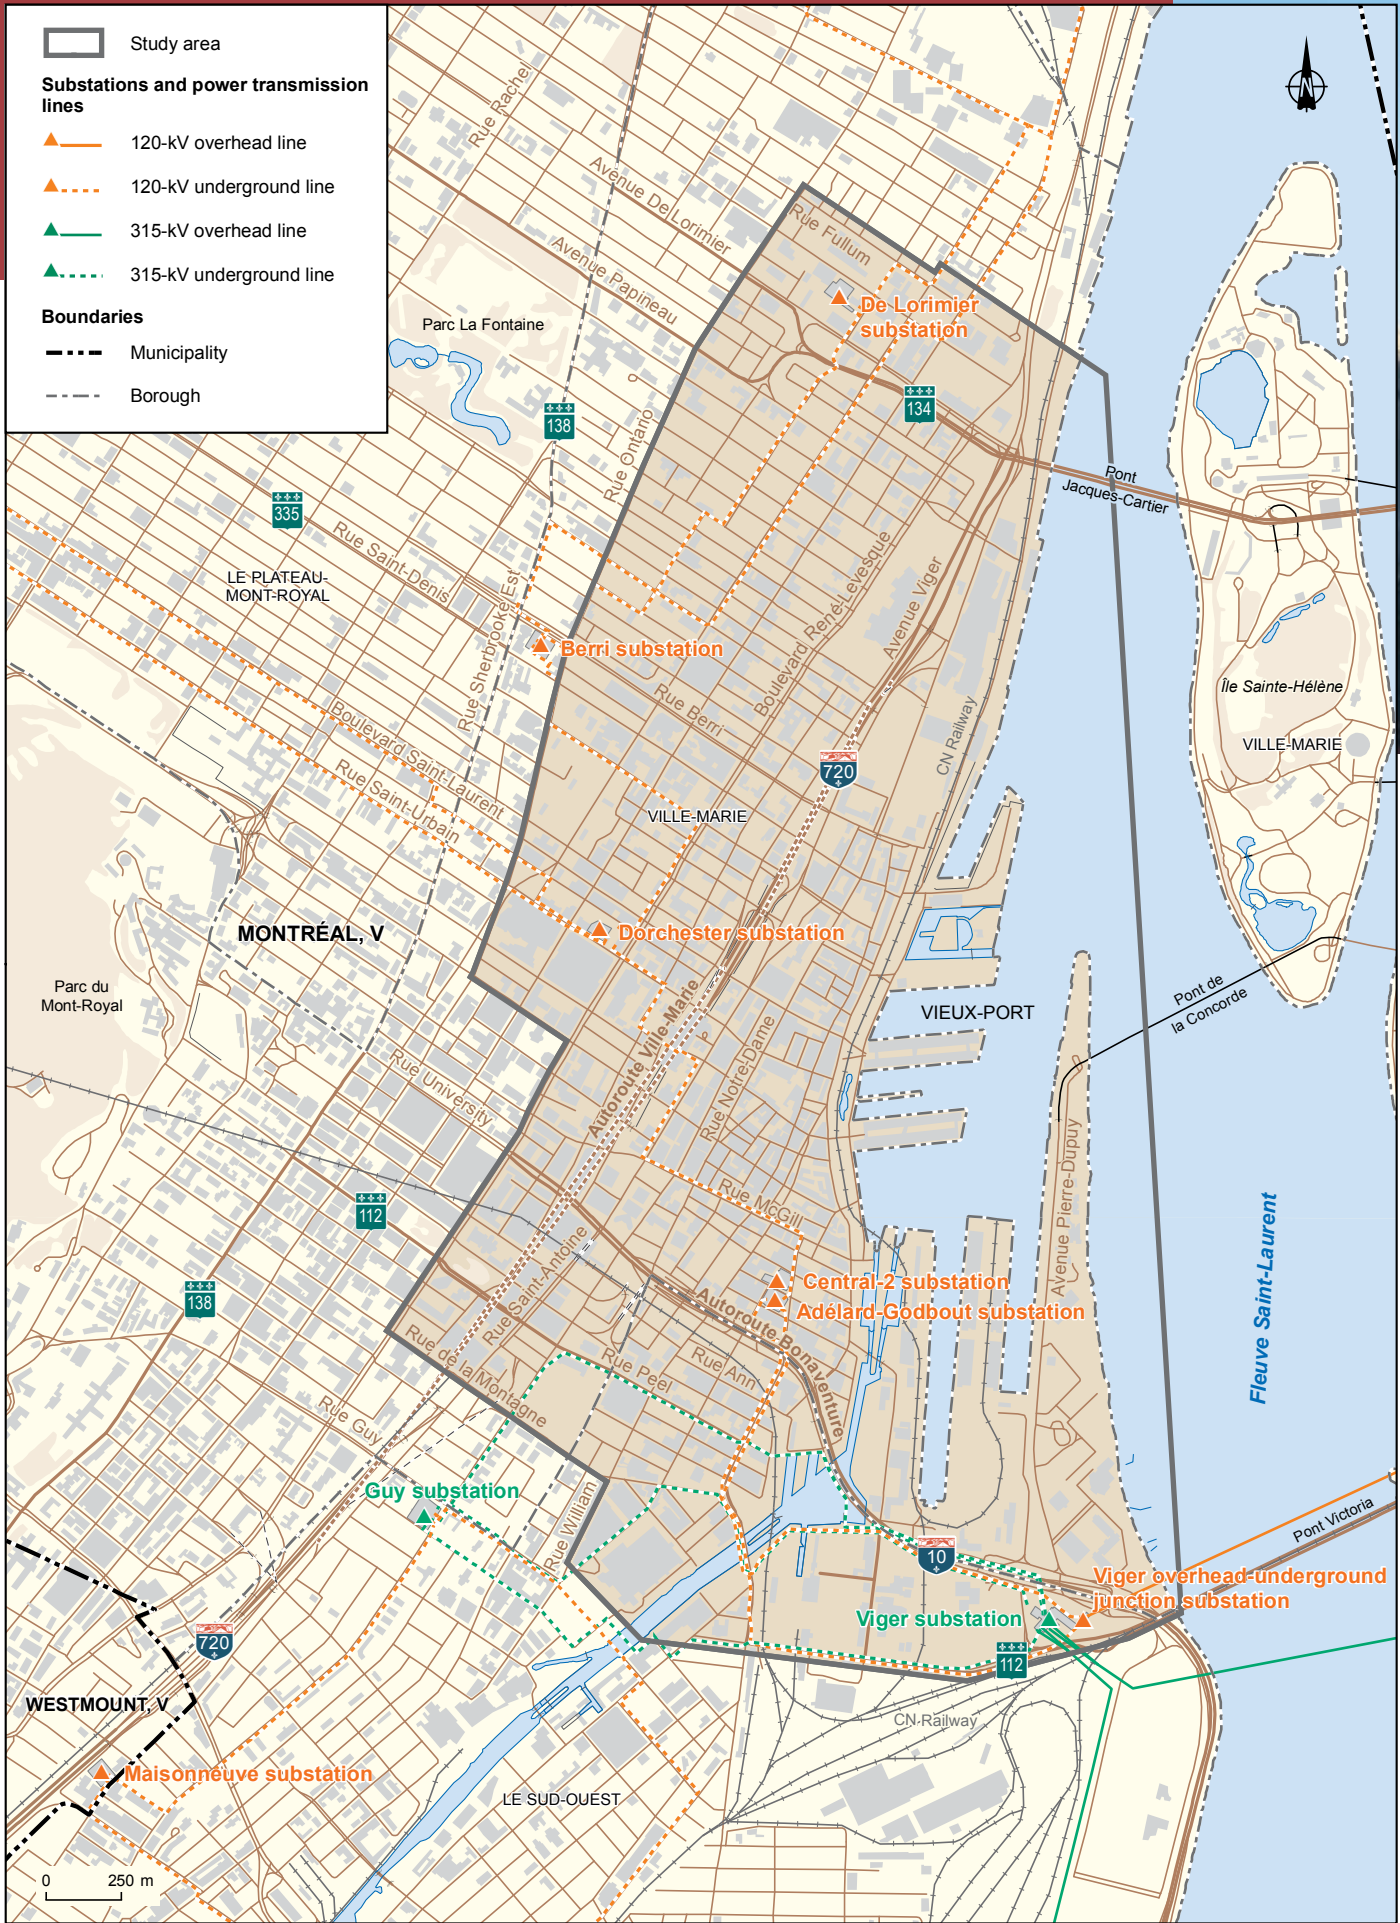 Study area
Substations and power transmission
lines
120-kV overhead line
120-kV underground line
315-kV overhead line
315-kV underground line
Boundaries
Municipality
Borough
N
Rue Rachel
Avenue De Lorimier
Avenue Papineau
Rue Fullum
De Lorimier
substation
Parc La Fontaine
134
138
Rue Ontario
Pont
Jacques-Cartier
335
Rue Saint-Denis
LE PLATEAU-
MONT-ROYAL
Rue Sherbrooke Est
Boulevard René-Lévesque
Avenue Viger
Berri substation
Rue Berri
CN Railway
Île Sainte-Hélène
VILLE-MARIE
Boulevard Saint-Laurent
Rue Saint-Urbain
720
VILLE-MARIE
MONTRÉAL, V
Dorchester substation
Parc du
Mont-Royal
Autoroute Ville-Marie
VIEUX-PORT
Pont de
la Concorde
Rue University
Rue Notre-Dame
Avenue Pierre-Dupuy
112
Rue McGill
Fleuve Saint-Laurent
138
Rue Saint-Antoine
Central-2 substation
Adélard-Godbout substation
Autoroute Bonaventure
Rue de la Montagne
Rue Peel
Rue Ann
Rue Guy
Guy substation
Rue William
10
Pont Victoria
Viger overhead-underground
junction substation
Viger substation
720
112
WESTMOUNT, V
CN Railway
Maisonneuve substation
LE SUD-OUEST
0 250 m